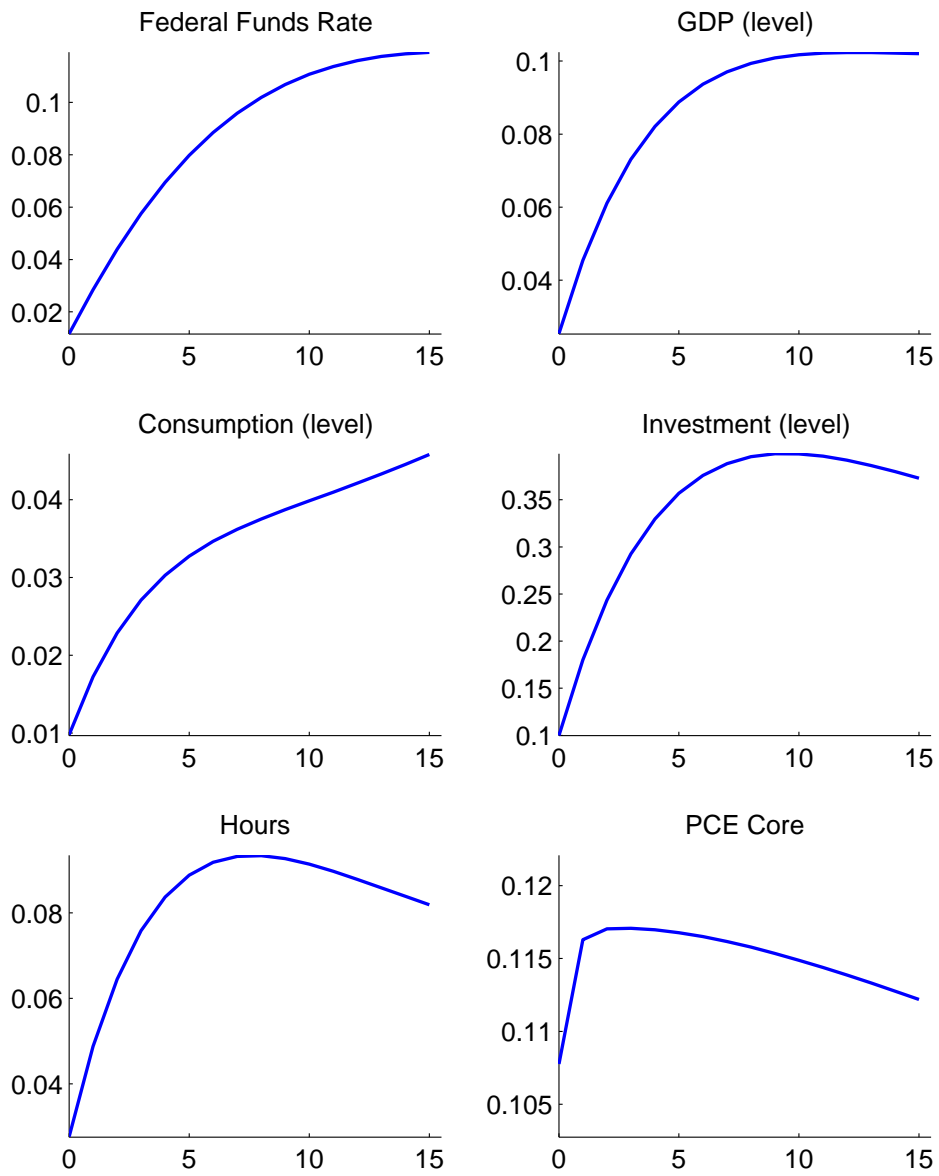 Federal Funds Rate
0.1
0.08
0.06
0.04
0.02
0 5 10 15
GDP (level)
0.1
0.08
0.06
0.04
0 5 10 15
Consumption (level)
0.04
0.03
0.02
0.01
0 5 10 15
Investment (level)
0.35
0.3
0.25
0.2
0.15
0.1
0 5 10 15
Hours
0.08
0.06
0.04
0 5 10 15
PCE Core
0.12
0.115
0.11
0.105
0 5 10 15